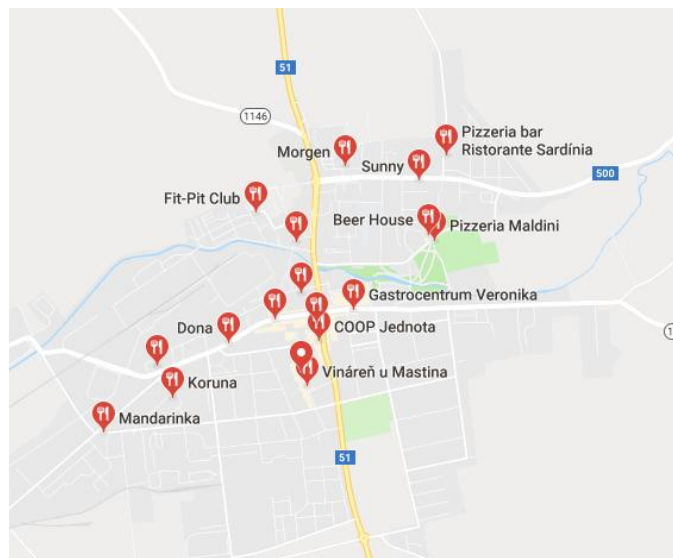 51
1146
Morgen
Pizzeria bar
Ristorante Sardínia
Sunny
500
Fit-Pit Club
Beer House
Pizzeria Maldini
Gastrocentrum Veronika
Dona
COOP Jednota
Koruna
Vináreň u Mastina
Mandarinka
51